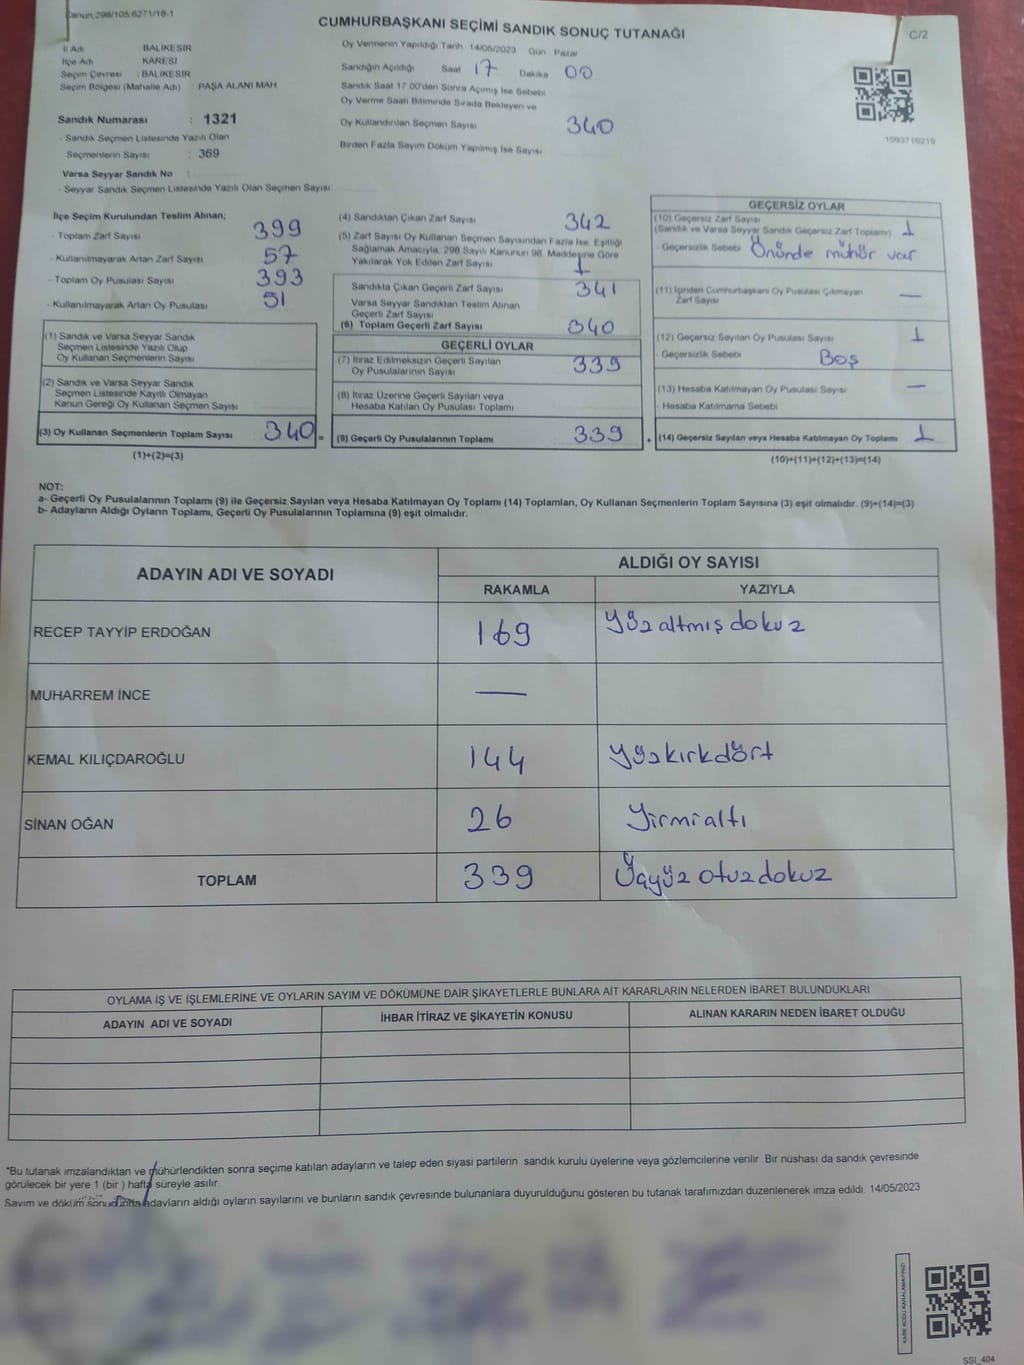 Kanun:298/105;6271/18-1
CUMHURBAŞKANI SEÇİMİ SANDIK SONUÇ TUTANAĞI
C/2
İl Adı BALIKESİR
İlçe Adı KARESİ
Seçim Çevresi : BALIKESİR
Seçim Bölgesi (Mahalle Adı) : PAŞA ALANI MAH
Sandık Numarası : 1321
- Sandık Seçmen Listesinde Yazılı Olan
Seçmenlerin Sayısı : 369
Varsa Seyyar Sandık No :
- Seyyar Sandık Seçmen Listesinde Yazılı Olan Seçmen Sayısı
Oy Vermenin Yapıldığı Tarih 14/05/2023 Gün Pazar
Sandığın Açıldığı Saat 17 Dakika 00
Sandık Saat 17.00'den Sonra Açımış İse Sebebi
Oy Verme Saati Bitiminde Sırada Bekleyen ve
Oy Kullandırılan Seçmen Sayısı 340
Birden Fazla Sayım Döküm Yapılmış İse Sayısı
1093716219
İlçe Seçim Kurulundan Teslim Alınan;
- Toplam Zarf Sayısı 399
- Kullanılmayarak Artan Zarf Sayısı 57
- Toplam Oy Pusulası Sayısı 393
- Kullanılmayarak Artan Oy Pusulası 51
(1) Sandık ve Varsa Seyyar Sandık
Seçmen Listesinde Yazılı Olup
Oy Kullanan Seçmenlerin Sayısı
(2) Sandık ve Varsa Seyyar Sandık
Seçmen Listesinde Kayıtlı Olmayan
Kanun Gereği Oy Kullanan Seçmen Sayısı
(3) Oy Kullanan Seçmenlerin Toplam Sayısı 340 =
(1)+(2)=(3)
(4) Sandıktan Çıkan Zarf Sayısı 342
(5) Zarf Sayısı Oy Kullanan Seçmen Sayısından Fazla İse, Eşitliği
Sağlamak Amacıyla, 298 Sayılı Kanunun 98. Maddesine Göre
Yakılarak Yok Edilen Zarf Sayısı 1
Sandıkta Çıkan Geçerli Zarf Sayısı 341
Varsa Seyyar Sandıktan Teslim Alınan
Geçerli Zarf Sayısı
(6) Toplam Geçerli Zarf Sayısı 340
GEÇERLİ OYLAR
(7) İtiraz Edilmeksizin Geçerli Sayılan
Oy Pusulalarının Sayısı 339
(8) İtiraz Üzerine Geçerli Sayılan veya
Hesaba Katılan Oy Pusulası Toplamı
(9) Geçerli Oy Pusulalarının Toplamı 339 +
GEÇERSİZ OYLAR
(10) Geçersiz Zarf Sayısı
(Sandık ve Varsa Seyyar Sandık Geçersiz Zarf Toplamı) 1
- Geçersizlik Sebebi Önünde mühür var
(11) İçinden Cumhurbaşkanı Oy Pusulası Çıkmayan
Zarf Sayısı —
(12) Geçersiz Sayılan Oy Pusulası Sayısı 1
- Geçersizlik Sebebi Boş
(13) Hesaba Katılmayan Oy Pusulası Sayısı —
- Hesaba Katılmama Sebebi
(14) Geçersiz Sayılan veya Hesaba Katılmayan Oy Toplamı 1
(10)+(11)+(12)+(13)=(14)
NOT:
a- Geçerli Oy Pusulalarının Toplamı (9) ile Geçersiz Sayılan veya Hesaba Katılmayan Oy Toplamı (14) Toplamları, Oy Kullanan Seçmenlerin Toplam Sayısına (3) eşit olmalıdır. (9)+(14)=(3)
b- Adayların Aldığı Oyların Toplamı, Geçerli Oy Pusulalarının Toplamına (9) eşit olmalıdır.
ADAYIN ADI VE SOYADI ALDIĞI OY SAYISI
RAKAMLA YAZIYLA
RECEP TAYYİP ERDOĞAN 169 Yüz altmış dokuz
MUHARREM İNCE —
KEMAL KILIÇDAROĞLU 144 Yüz kırk dört
SİNAN OĞAN 26 Yirmi altı
TOPLAM 339 Üçyüz otuz dokuz
OYLAMA İŞ VE İŞLEMLERİNE VE OYLARIN SAYIM VE DÖKÜMÜNE DAİR ŞİKAYETLERLE BUNLARA AİT KARARLARIN NELERDEN İBARET BULUNDUKLARI
ADAYIN ADI VE SOYADI İHBAR İTİRAZ VE ŞİKAYETİN KONUSU ALINAN KARARIN NEDEN İBARET OLDUĞU
*Bu tutanak imzalandıktan ve mühürlendikten sonra seçime katılan adayların ve talep eden siyasi partilerin sandık kurulu üyelerine veya gözlemcilerine verilir. Bir nüshası da sandık çevresinde
görülecek bir yere 1 (bir ) hafta süreyle asılır.
Sayım ve döküm sonucunda adayların aldığı oyların sayılarını ve bunların sandık çevresinde bulunanlara duyurulduğunu gösteren bu tutanak tarafımızdan düzenlenerek imza edildi. 14/05/2023
KARE KODU KARALAMAYINIZ!
SSI_404